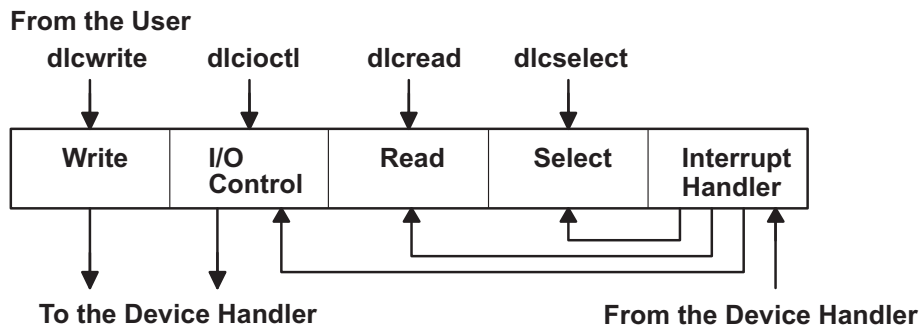 From the User
dlcwrite dlcioctl dlcread dlcselect
Write I/O Control Read Select Interrupt Handler
To the Device Handler From the Device Handler